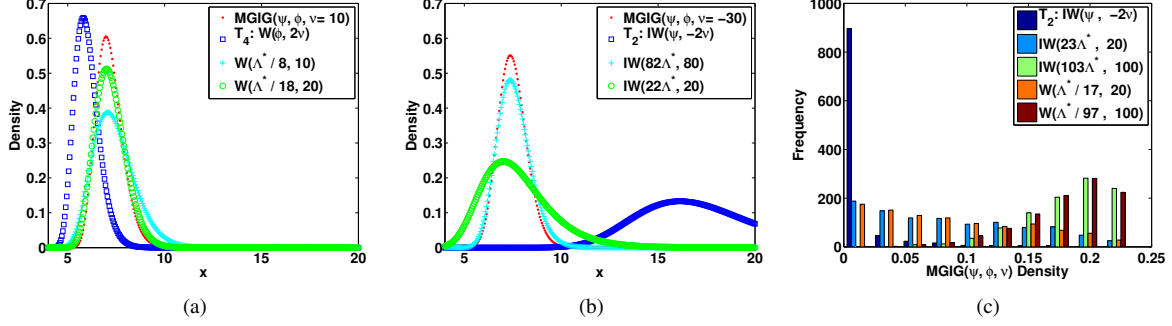 0.7
0.6
0.5
0.4
0.3
0.2
0.1
0
Density
5 10 15 20
x
MGIG(ψ, ϕ, ν= 10)
T4: W(ϕ, 2ν)
W(Λ* / 8, 10)
W(Λ* / 18, 20)
(a)
0.7
0.6
0.5
0.4
0.3
0.2
0.1
0
Density
5 10 15 20
x
MGIG(ψ, ϕ, ν= −30)
T2: IW(ψ, −2ν)
IW(82Λ*, 80)
IW(22Λ*, 20)
(b)
1000
800
600
400
200
0
Frequency
0 0.05 0.1 0.15 0.2 0.25
MGIG(ψ, ϕ, ν) Density
T2: IW(ψ , −2ν)
IW(23Λ* , 20)
IW(103Λ* , 100)
W(Λ* / 17 , 20)
W(Λ* / 97 , 100)
(c)